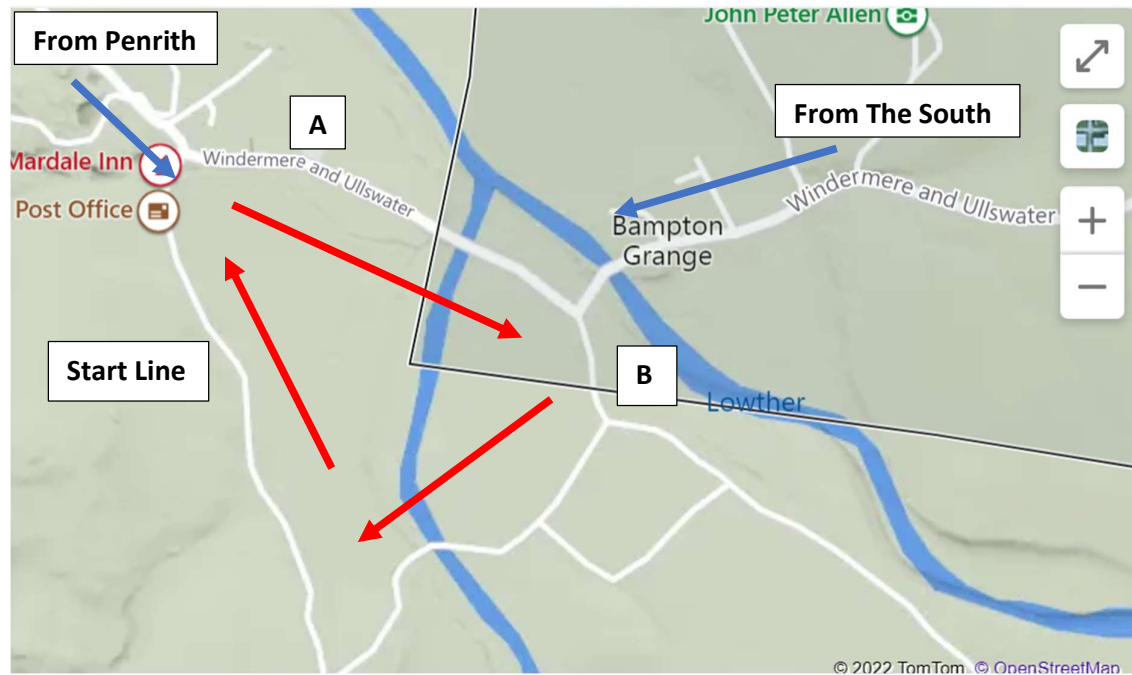 John Peter Allen
From Penrith
A
From The South
Mardale Inn
Windermere and Ullswater
Windermere and Ullswater
Post Office
Bampton
Grange
Start Line
B
Lowther
© 2022 TomTom, © OpenStreetMap